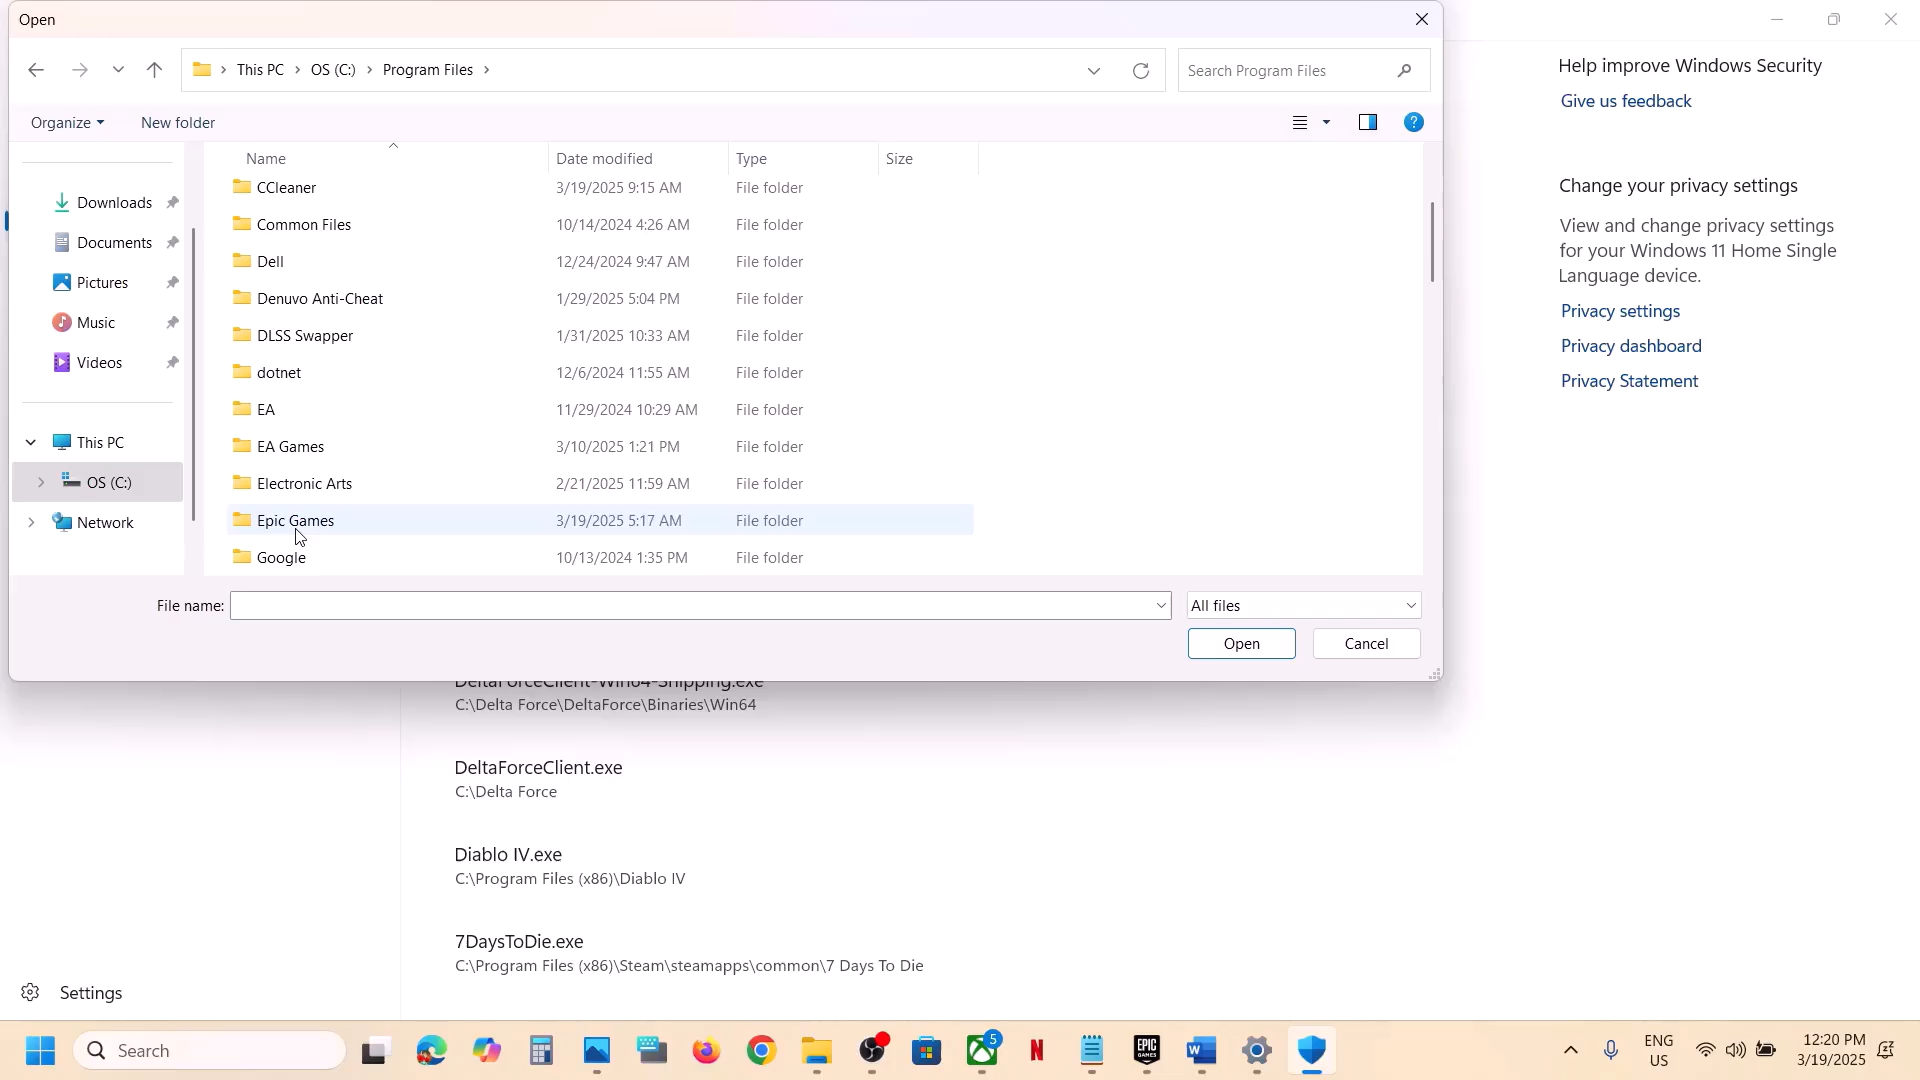 Open
This PC > OS (C:) > Program Files >
Search Program Files
Organize
New folder
Name
Date modified
Type
Size
CCleaner 3/19/2025 9:15 AM File folder
Common Files 10/14/2024 4:26 AM File folder
Dell 12/24/2024 9:47 AM File folder
Denuvo Anti-Cheat 1/29/2025 5:04 PM File folder
DLSS Swapper 1/31/2025 10:33 AM File folder
dotnet 12/6/2024 11:55 AM File folder
EA 11/29/2024 10:29 AM File folder
EA Games 3/10/2025 1:21 PM File folder
Electronic Arts 2/21/2025 11:59 AM File folder
Epic Games 3/19/2025 5:17 AM File folder
Google 10/13/2024 1:35 PM File folder
Downloads
Documents
Pictures
Music
Videos
This PC
OS (C:)
Network
File name:
All files
Open
Cancel
Help improve Windows Security
Give us feedback
Change your privacy settings
View and change privacy settings
for your Windows 11 Home Single
Language device.
Privacy settings
Privacy dashboard
Privacy Statement
DeltaForceClient-Win64-Shipping.exe
C:\Delta Force\DeltaForce\Binaries\Win64
DeltaForceClient.exe
C:\Delta Force
Diablo IV.exe
C:\Program Files (x86)\Diablo IV
7DaysToDie.exe
C:\Program Files (x86)\Steam\steamapps\common\7 Days To Die
Settings
Search
5
N
EPIC
GAMES
W
ENG
US
12:20 PM
3/19/2025